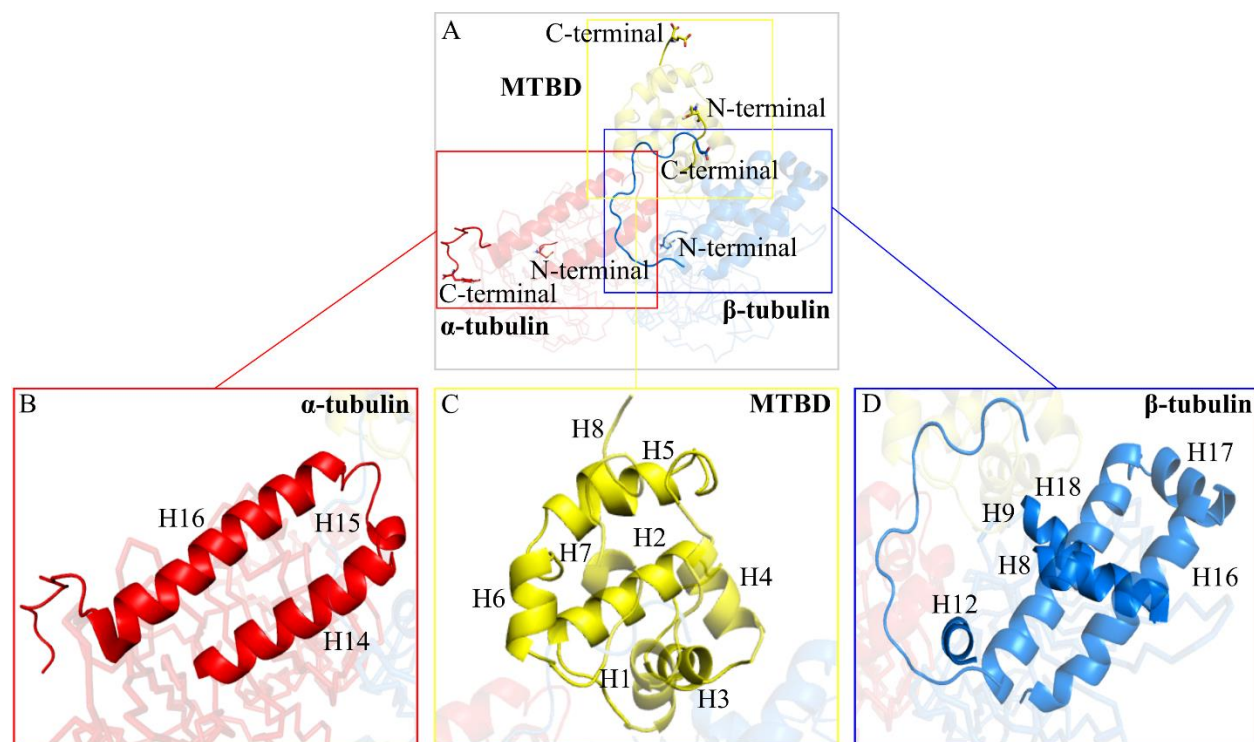 A
C-terminal
MTBD
N-terminal
C-terminal
N-terminal
N-terminal
C-terminal
α-tubulin
β-tubulin
B
α-tubulin
H16
H15
H14
C
MTBD
H8
H5
H2
H7
H4
H6
H1
H3
D
β-tubulin
H17
H18
H9
H8
H16
H12